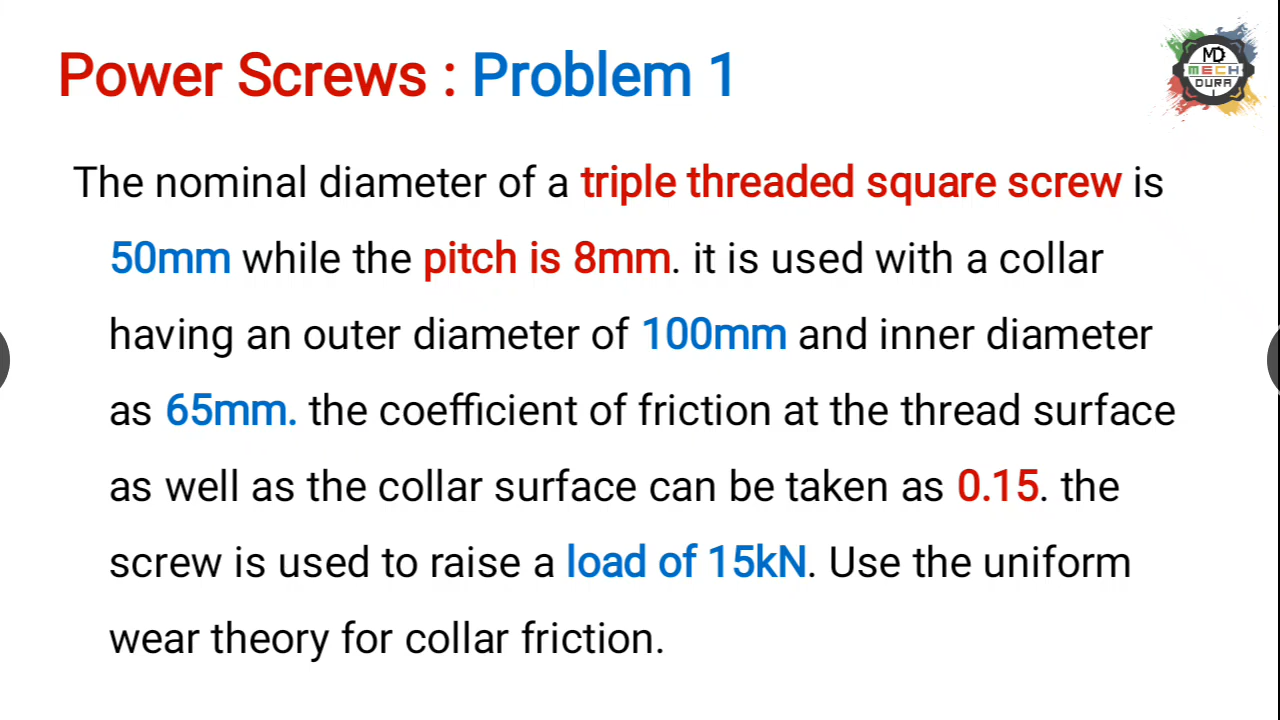 Power Screws : Problem 1
MD
MECH
DURA
The nominal diameter of a triple threaded square screw is
50mm while the pitch is 8mm. it is used with a collar
having an outer diameter of 100mm and inner diameter
as 65mm. the coefficient of friction at the thread surface
as well as the collar surface can be taken as 0.15. the
screw is used to raise a load of 15kN. Use the uniform
wear theory for collar friction.